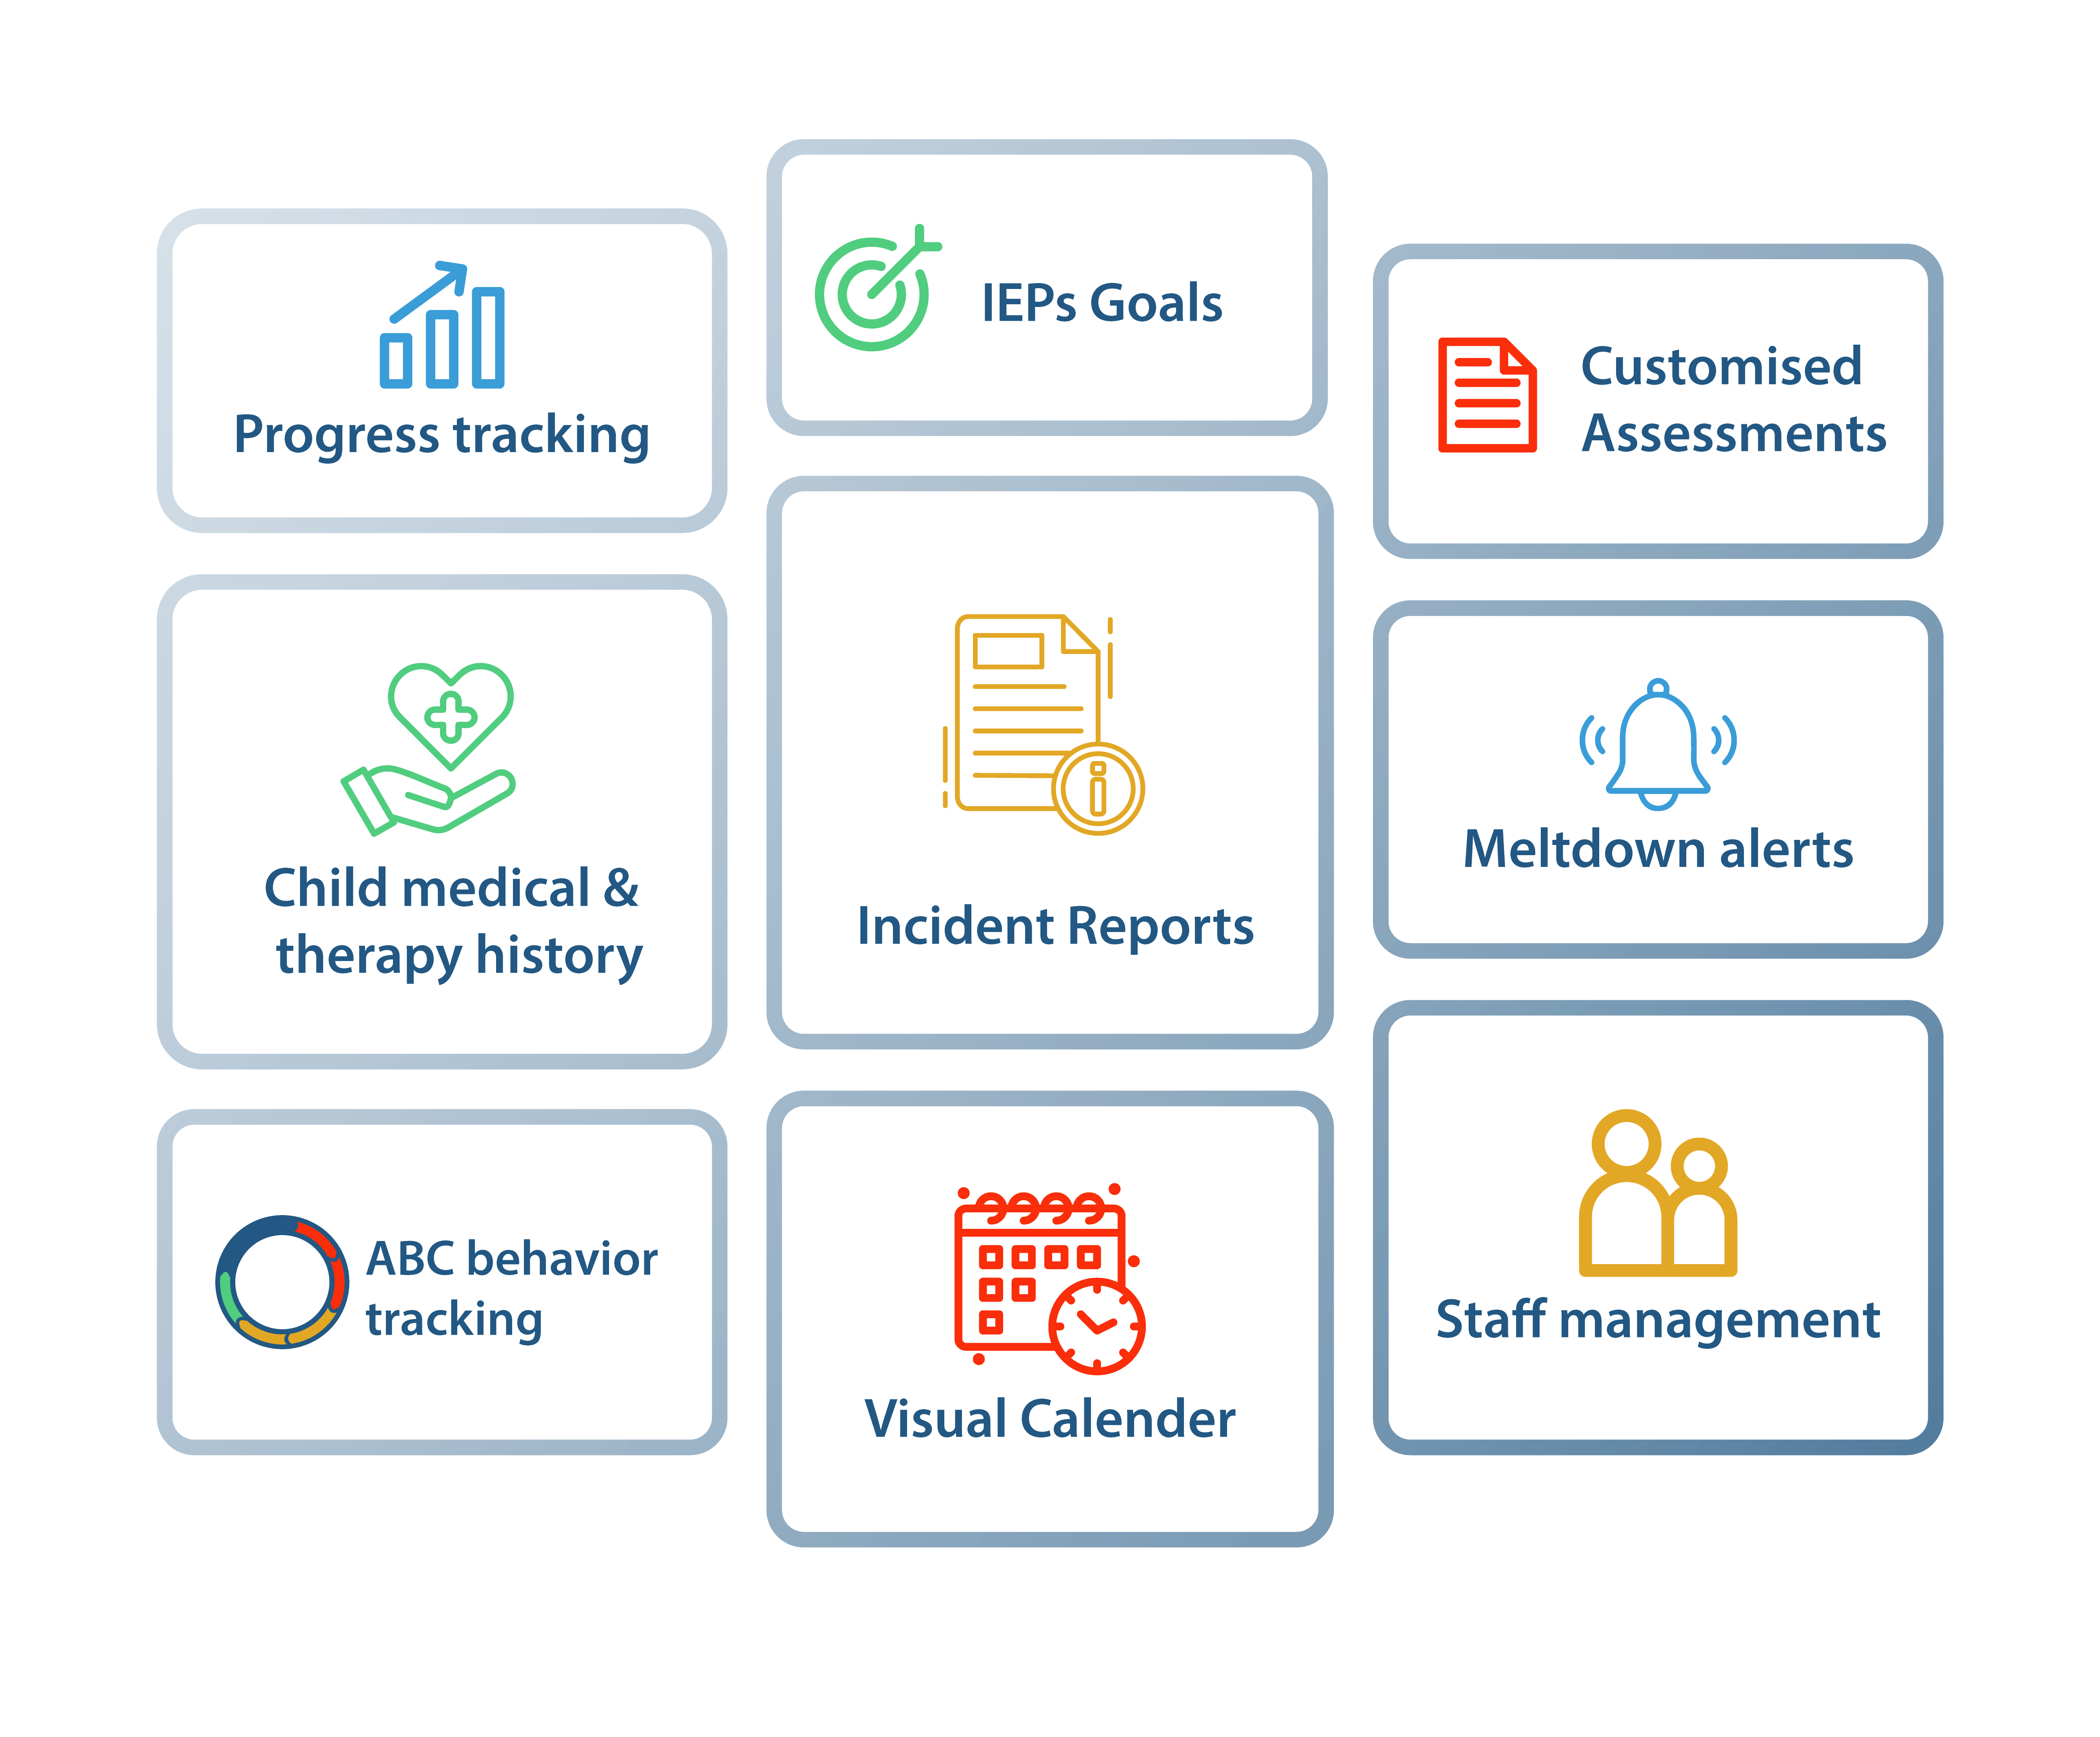 Progress tracking
IEPs Goals
Customised
Assessments
Child medical &
therapy history
Incident Reports
Meltdown alerts
ABC behavior
tracking
Visual Calender
Staff management